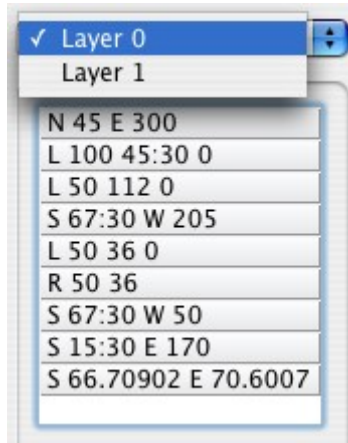 ✓ Layer 0
Layer 1
N 45 E 300
L 100 45:30 0
L 50 112 0
S 67:30 W 205
L 50 36 0
R 50 36
S 67:30 W 50
S 15:30 E 170
S 66.70902 E 70.6007